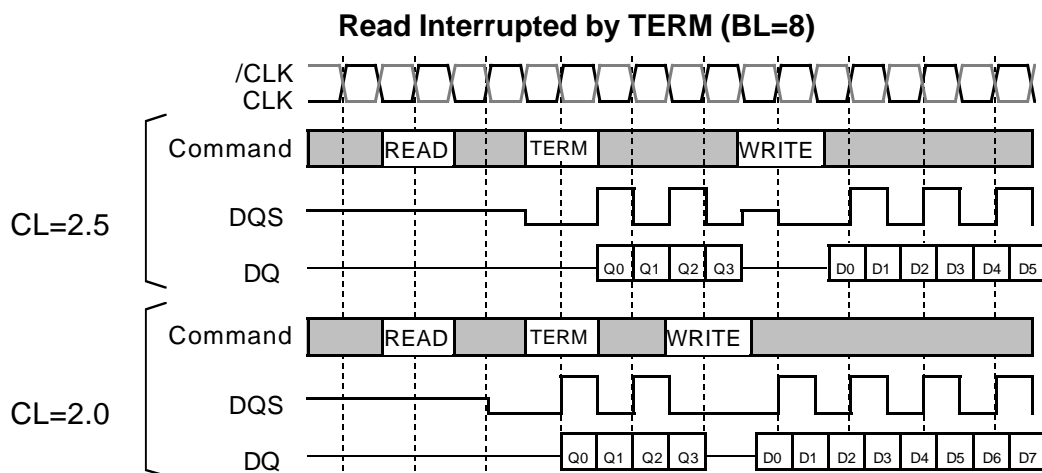 Read Interrupted by TERM (BL=8)
/CLK
CLK
Command READ TERM WRITE
CL=2.5
DQS
DQ Q0 Q1 Q2 Q3 D0 D1 D2 D3 D4 D5
Command READ TERM WRITE
CL=2.0
DQS
DQ Q0 Q1 Q2 Q3 D0 D1 D2 D3 D4 D5 D6 D7